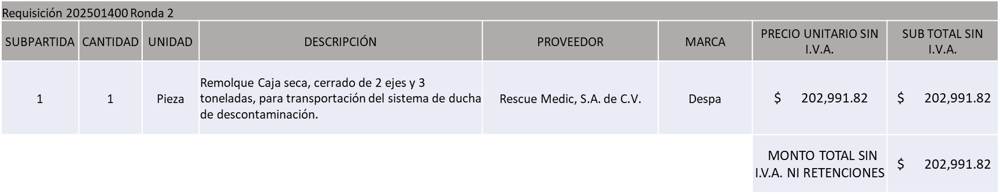 Requisición 202501400 Ronda 2
SUBPARTIDA CANTIDAD UNIDAD DESCRIPCIÓN PROVEEDOR MARCA PRECIO UNITARIO SIN I.V.A. SUB TOTAL SIN I.V.A.
1 1 Pieza Remolque Caja seca, cerrado de 2 ejes y 3
toneladas, para transportación del sistema de ducha
de descontaminación. Rescue Medic, S.A. de C.V. Despa $ 202,991.82 $ 202,991.82
MONTO TOTAL SIN
I.V.A. NI RETENCIONES $ 202,991.82